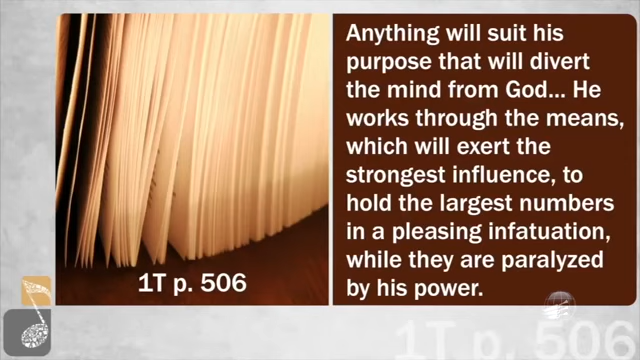 Anything will suit his
purpose that will divert
the mind from God... He
works through the means,
which will exert the
strongest influence, to
hold the largest numbers
in a pleasing infatuation,
while they are paralyzed
by his power.
1T p. 506
1T p. 506